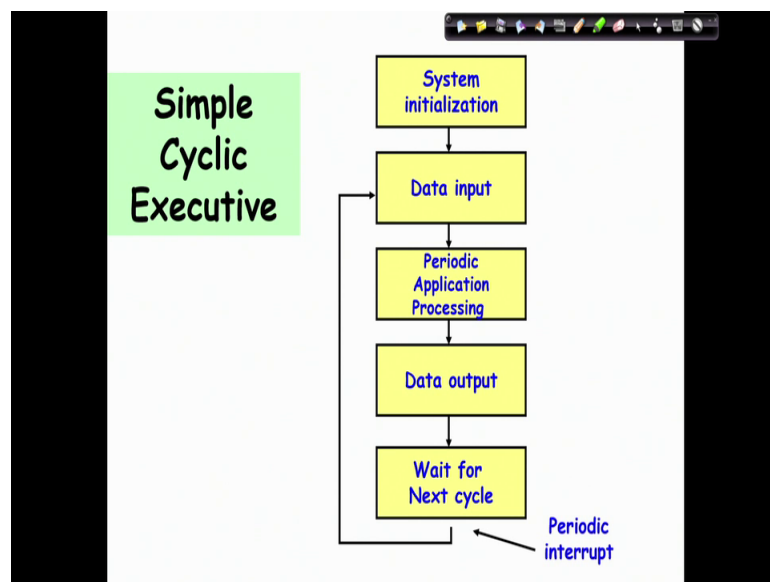 Simple
Cyclic
Executive
System
initialization
Data input
Periodic
Application
Processing
Data output
Wait for
Next cycle
Periodic
interrupt